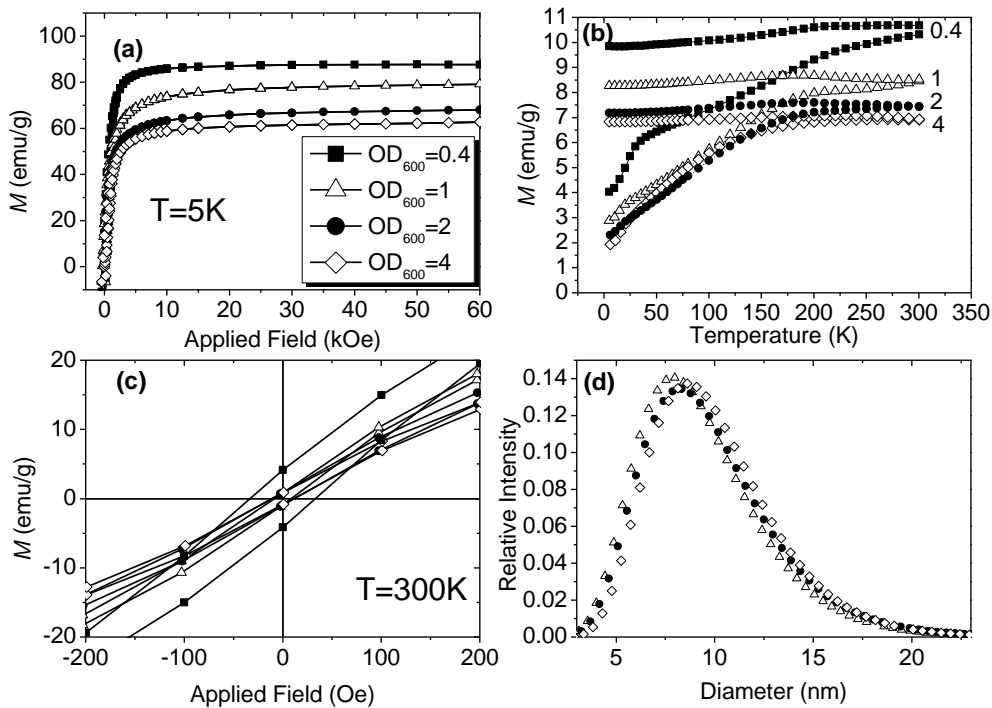 (a)
100
80
60
40
20
0
M (emu/g)
T=5K
OD600=0.4
OD600=1
OD600=2
OD600=4
0 10 20 30 40 50 60
Applied Field (kOe)
(b)
11
10
9
8
7
6
5
4
3
2
1
0
M (emu/g)
0.4
1
2
4
0 50 100 150 200 250 300 350
Temperature (K)
(c)
20
10
0
-10
-20
M (emu/g)
T=300K
-200 -100 0 100 200
Applied Field (Oe)
(d)
0.14
0.12
0.10
0.08
0.06
0.04
0.02
0.00
Relative Intensity
5 10 15 20
Diameter (nm)